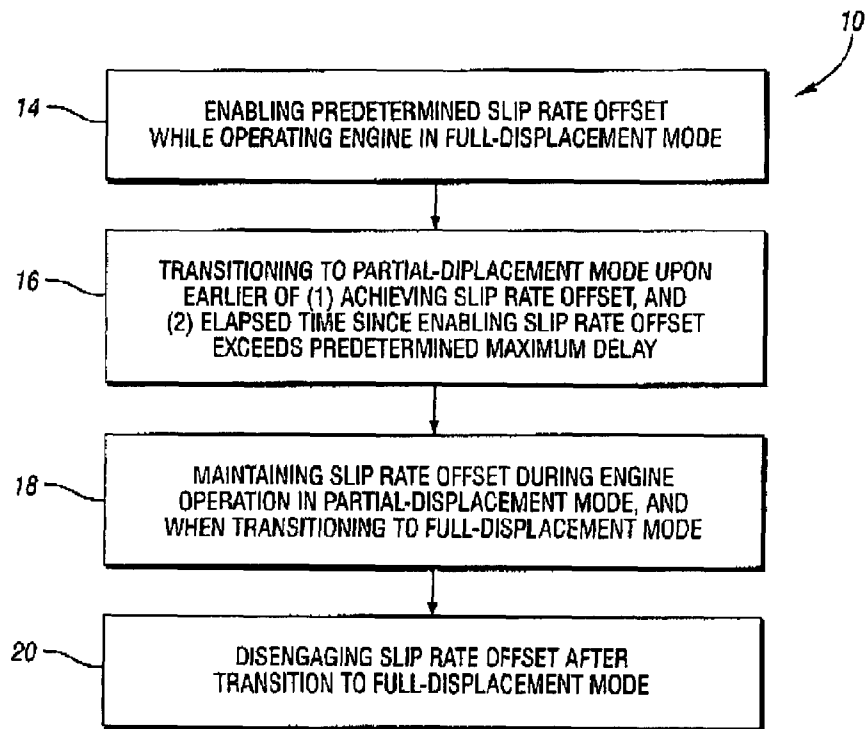 10
14
ENABLING PREDETERMINED SLIP RATE OFFSET
WHILE OPERATING ENGINE IN FULL-DISPLACEMENT MODE
16
TRANSITIONING TO PARTIAL-DIPLACEMENT MODE UPON
EARLIER OF (1) ACHIEVING SLIP RATE OFFSET, AND
(2) ELAPSED TIME SINCE ENABLING SLIP RATE OFFSET
EXCEEDS PREDETERMINED MAXIMUM DELAY
18
MAINTAINING SLIP RATE OFFSET DURING ENGINE
OPERATION IN PARTIAL-DISPLACEMENT MODE, AND
WHEN TRANSITIONING TO FULL-DISPLACEMENT MODE
20
DISENGAGING SLIP RATE OFFSET AFTER
TRANSITION TO FULL-DISPLACEMENT MODE